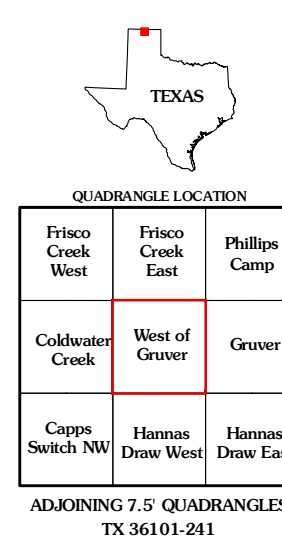 TEXAS
QUADRANGLE LOCATION
Frisco
Creek
West
Frisco
Creek
East
Phillips
Camp
Coldwater
Creek
West of
Gruver
Gruver
Capps
Switch NW
Hannas
Draw West
Hannas
Draw Eas
ADJOINING 7.5' QUADRANGLES
TX 36101-241